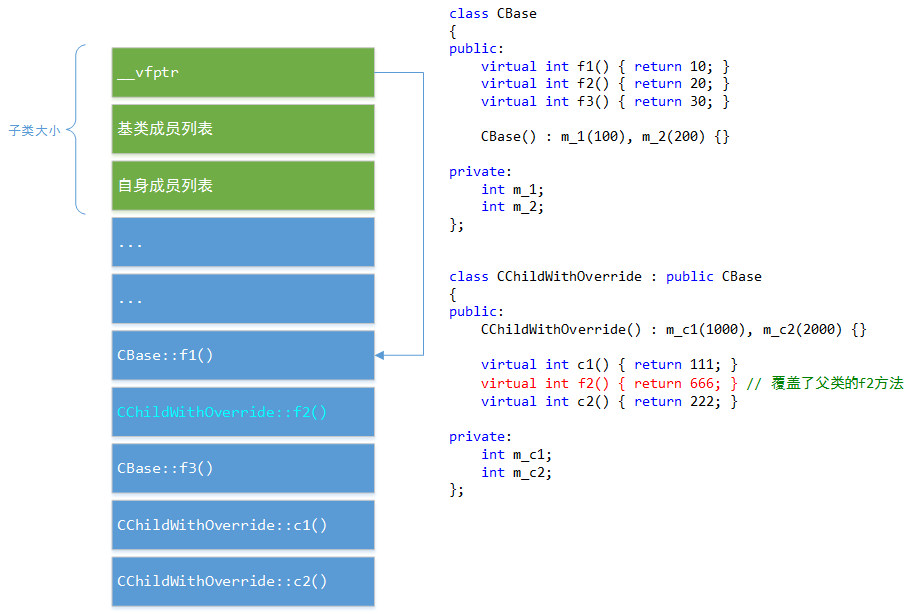 子类大小
__vfptr
基类成员列表
自身成员列表
...
...
CBase::f1()
CChildWithOverride::f2()
CBase::f3()
CChildWithOverride::c1()
CChildWithOverride::c2()
class CBase
{
public:
    virtual int f1() { return 10; }
    virtual int f2() { return 20; }
    virtual int f3() { return 30; }
    CBase() : m_1(100), m_2(200) {}
private:
    int m_1;
    int m_2;
};
class CChildWithOverride : public CBase
{
public:
    CChildWithOverride() : m_c1(1000), m_c2(2000) {}
    virtual int c1() { return 111; }
    virtual int f2() { return 666; } // 覆盖了父类的f2方法
    virtual int c2() { return 222; }
private:
    int m_c1;
    int m_c2;
};